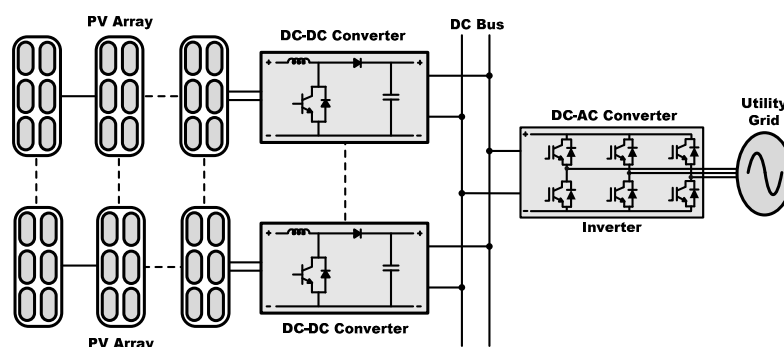 PV Array
DC-DC Converter
DC Bus
+ +
- -
DC-AC Converter
+
-
Inverter
Utility
Grid
+ +
- -
DC-DC Converter
PV Array